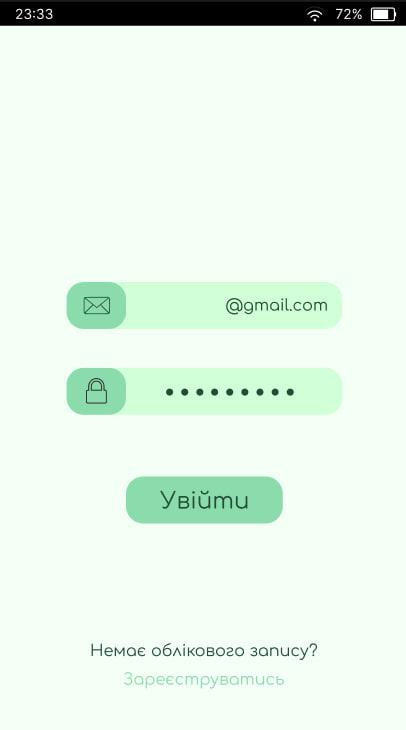 23:33
72%
@gmail.com
Увійти
Немає облікового запису?
Зареєструватись